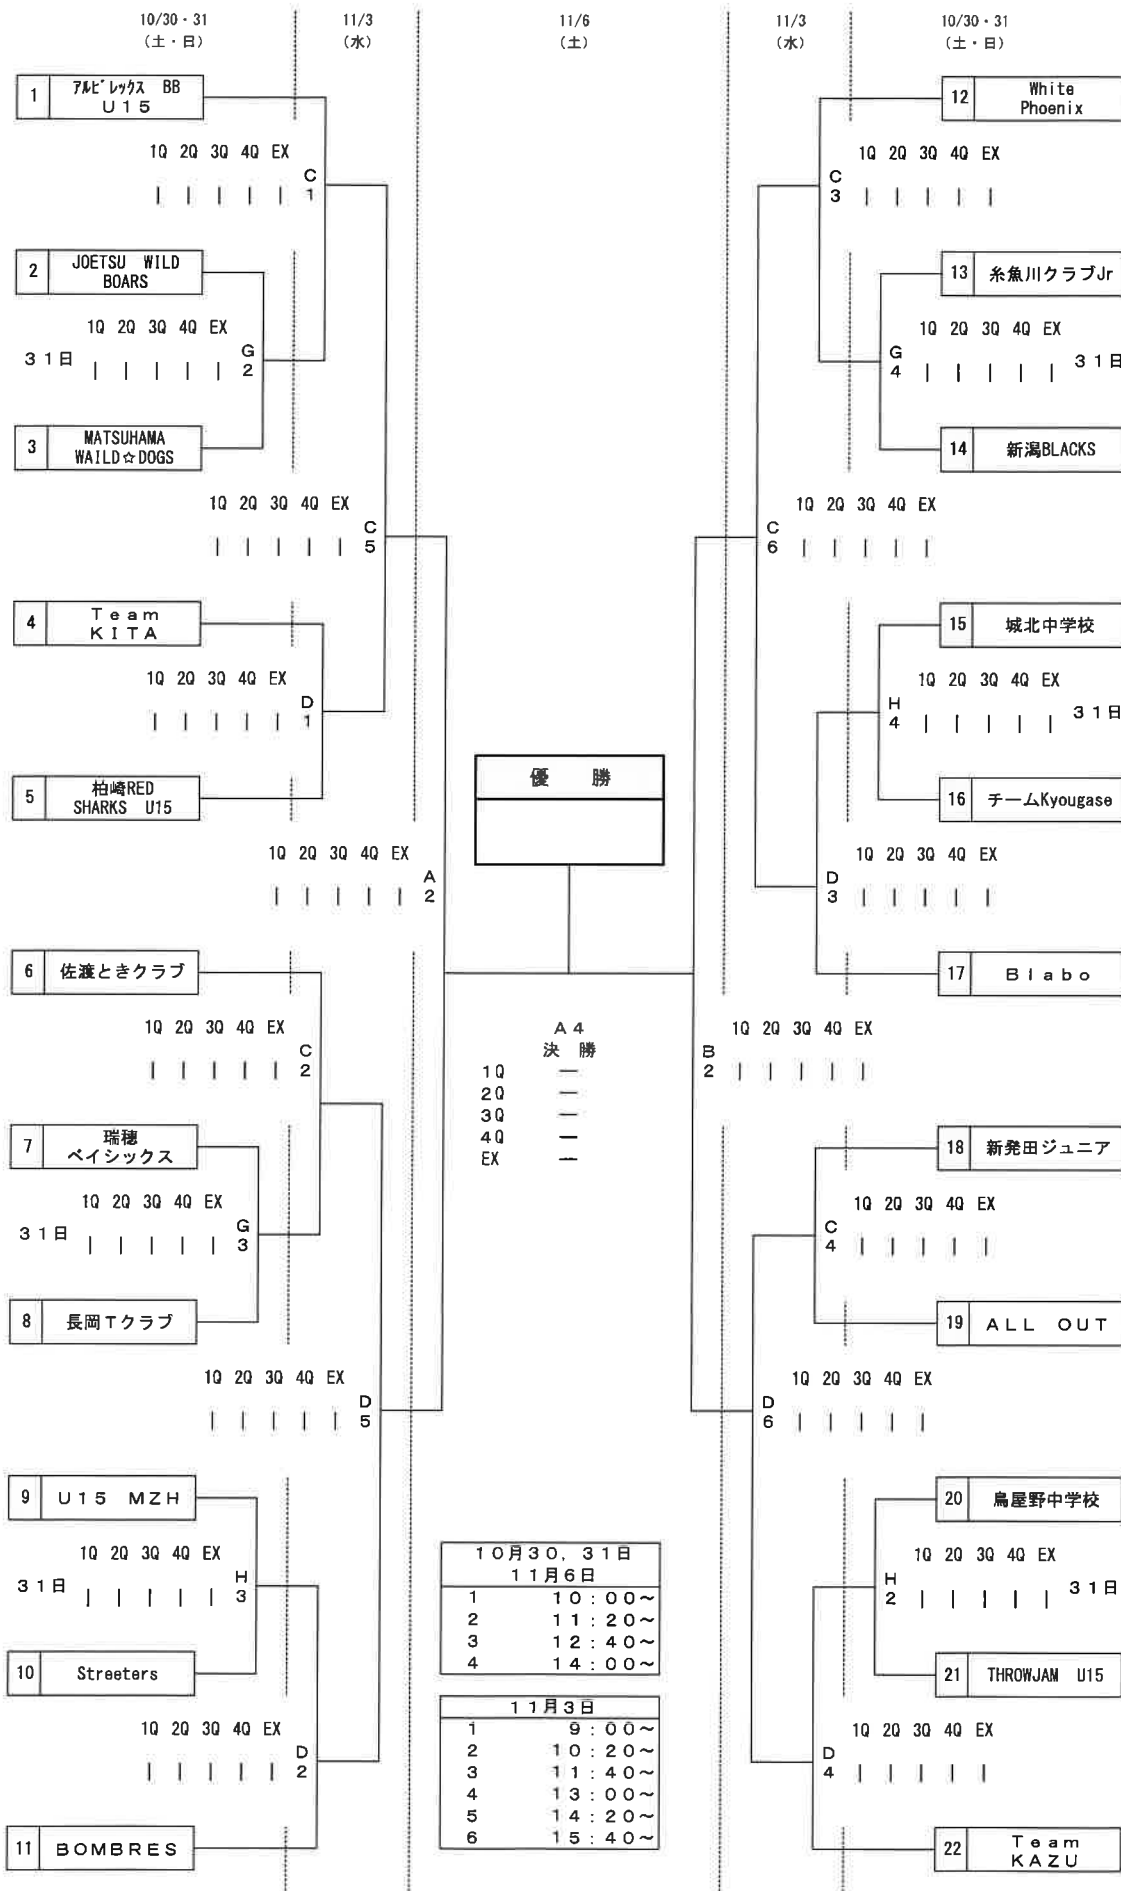 10/30・31 11/3 11/6 11/3 10/30・31
(土・日) (水) (土) (水) (土・日)
1 アルビレックス BB
U15
12 White
Phoenix
1Q 2Q 3Q 4Q EX
C
1
1Q 2Q 3Q 4Q EX
C
3
2 JOETSU WILD
BOARS
13 糸魚川クラブJr
1Q 2Q 3Q 4Q EX
31日
G
2
1Q 2Q 3Q 4Q EX
31日
G
4
3 MATSUHAMA
WAILD☆DOGS
14 新潟BLACKS
1Q 2Q 3Q 4Q EX
C
5
1Q 2Q 3Q 4Q EX
C
6
4 Team
KITA
15 城北中学校
1Q 2Q 3Q 4Q EX
D
1
1Q 2Q 3Q 4Q EX
31日
H
4
5 柏崎RED
SHARKS U15
16 チームKyougase
優 勝
1Q 2Q 3Q 4Q EX
A
2
1Q 2Q 3Q 4Q EX
D
3
6 佐渡ときクラブ
17 Blabo
1Q 2Q 3Q 4Q EX
C
2
A4
決 勝
1Q ―
2Q ―
3Q ―
4Q ―
EX ―
1Q 2Q 3Q 4Q EX
B
2
7 瑞穂
ベイシックス
18 新発田ジュニア
1Q 2Q 3Q 4Q EX
31日
G
3
1Q 2Q 3Q 4Q EX
C
4
8 長岡Tクラブ
19 ALL OUT
1Q 2Q 3Q 4Q EX
D
5
1Q 2Q 3Q 4Q EX
D
6
9 U15 MZH
20 鳥屋野中学校
1Q 2Q 3Q 4Q EX
31日
H
3
1Q 2Q 3Q 4Q EX
31日
H
2
10 Streeters
21 THROWJAM U15
10月30,31日
11月6日
1 10:00~
2 11:20~
3 12:40~
4 14:00~
11月3日
1 9:00~
2 10:20~
3 11:40~
4 13:00~
5 14:20~
6 15:40~
1Q 2Q 3Q 4Q EX
D
2
1Q 2Q 3Q 4Q EX
D
4
11 BOMBRES
22 Team
KAZU